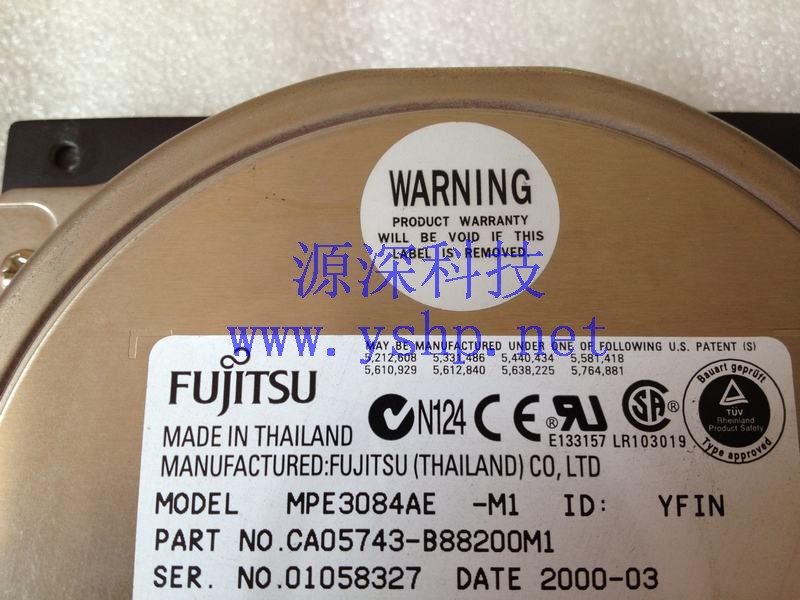 WARNING
PRODUCT WARRANTY
WILL BE VOID IF THIS
LABEL IS REMOVED.
源深科技
www.yshp.net
MAY BE MANUFACTURED UNDER ONE OF FOLLOWING U.S. PATENT (S)
5,212,608 5,331,486 5,440,434 5,581,418
5,610,929 5,612,840 5,638,225 5,764,881
FUJITSU
N124 CE ® RU SA ®
E133157 LR103019
Bauart geprüft
TÜV
Rheinland
Product Safety
Type approved
MADE IN THAILAND
MANUFACTURED:FUJITSU (THAILAND) CO, LTD
MODEL MPE3084AE -M1 ID: YFIN
PART NO.CA05743-B88200M1
SER. NO.01058327 DATE 2000-03